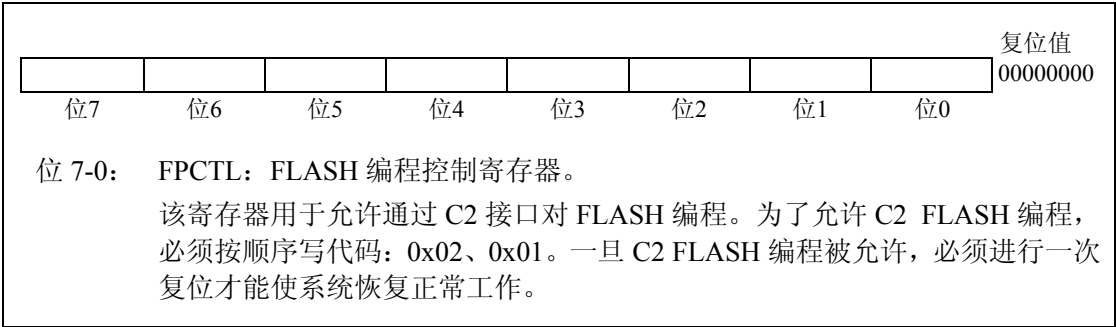 复位值
00000000
位7 位6 位5 位4 位3 位2 位1 位0
位 7-0： FPCTL：FLASH 编程控制寄存器。
该寄存器用于允许通过 C2 接口对 FLASH 编程。为了允许 C2 FLASH 编程，
必须按顺序写代码：0x02、0x01。一旦 C2 FLASH 编程被允许，必须进行一次
复位才能使系统恢复正常工作。